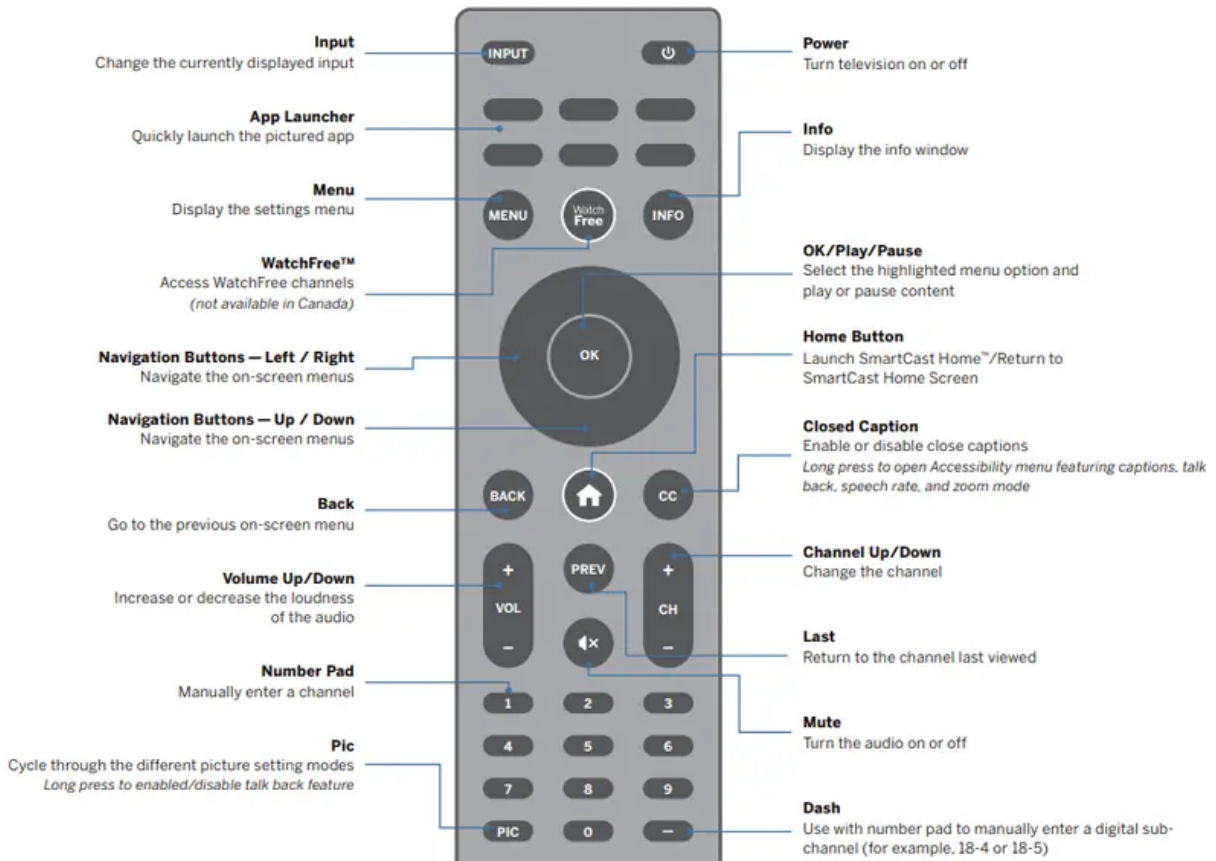 Input
Change the currently displayed input
App Launcher
Quickly launch the pictured app
Menu
Display the settings menu
WatchFree™
Access WatchFree channels
(not available in Canada)
Navigation Buttons — Left / Right
Navigate the on-screen menus
Navigation Buttons — Up / Down
Navigate the on-screen menus
Back
Go to the previous on-screen menu
Volume Up/Down
Increase or decrease the loudness
of the audio
Number Pad
Manually enter a channel
Pic
Cycle through the different picture setting modes
Long press to enabled/disable talk back feature
INPUT
MENU
Watch
Free
INFO
OK
BACK
CC
+
PREV
+
VOL
CH
–
–
1
2
3
4
5
6
7
8
9
PIC
0
–
Power
Turn television on or off
Info
Display the info window
OK/Play/Pause
Select the highlighted menu option and
play or pause content
Home Button
Launch SmartCast Home™/Return to
SmartCast Home Screen
Closed Caption
Enable or disable close captions
Long press to open Accessibility menu featuring captions, talk
back, speech rate, and zoom mode
Channel Up/Down
Change the channel
Last
Return to the channel last viewed
Mute
Turn the audio on or off
Dash
Use with number pad to manually enter a digital sub-
channel (for example, 18-4 or 18-5)